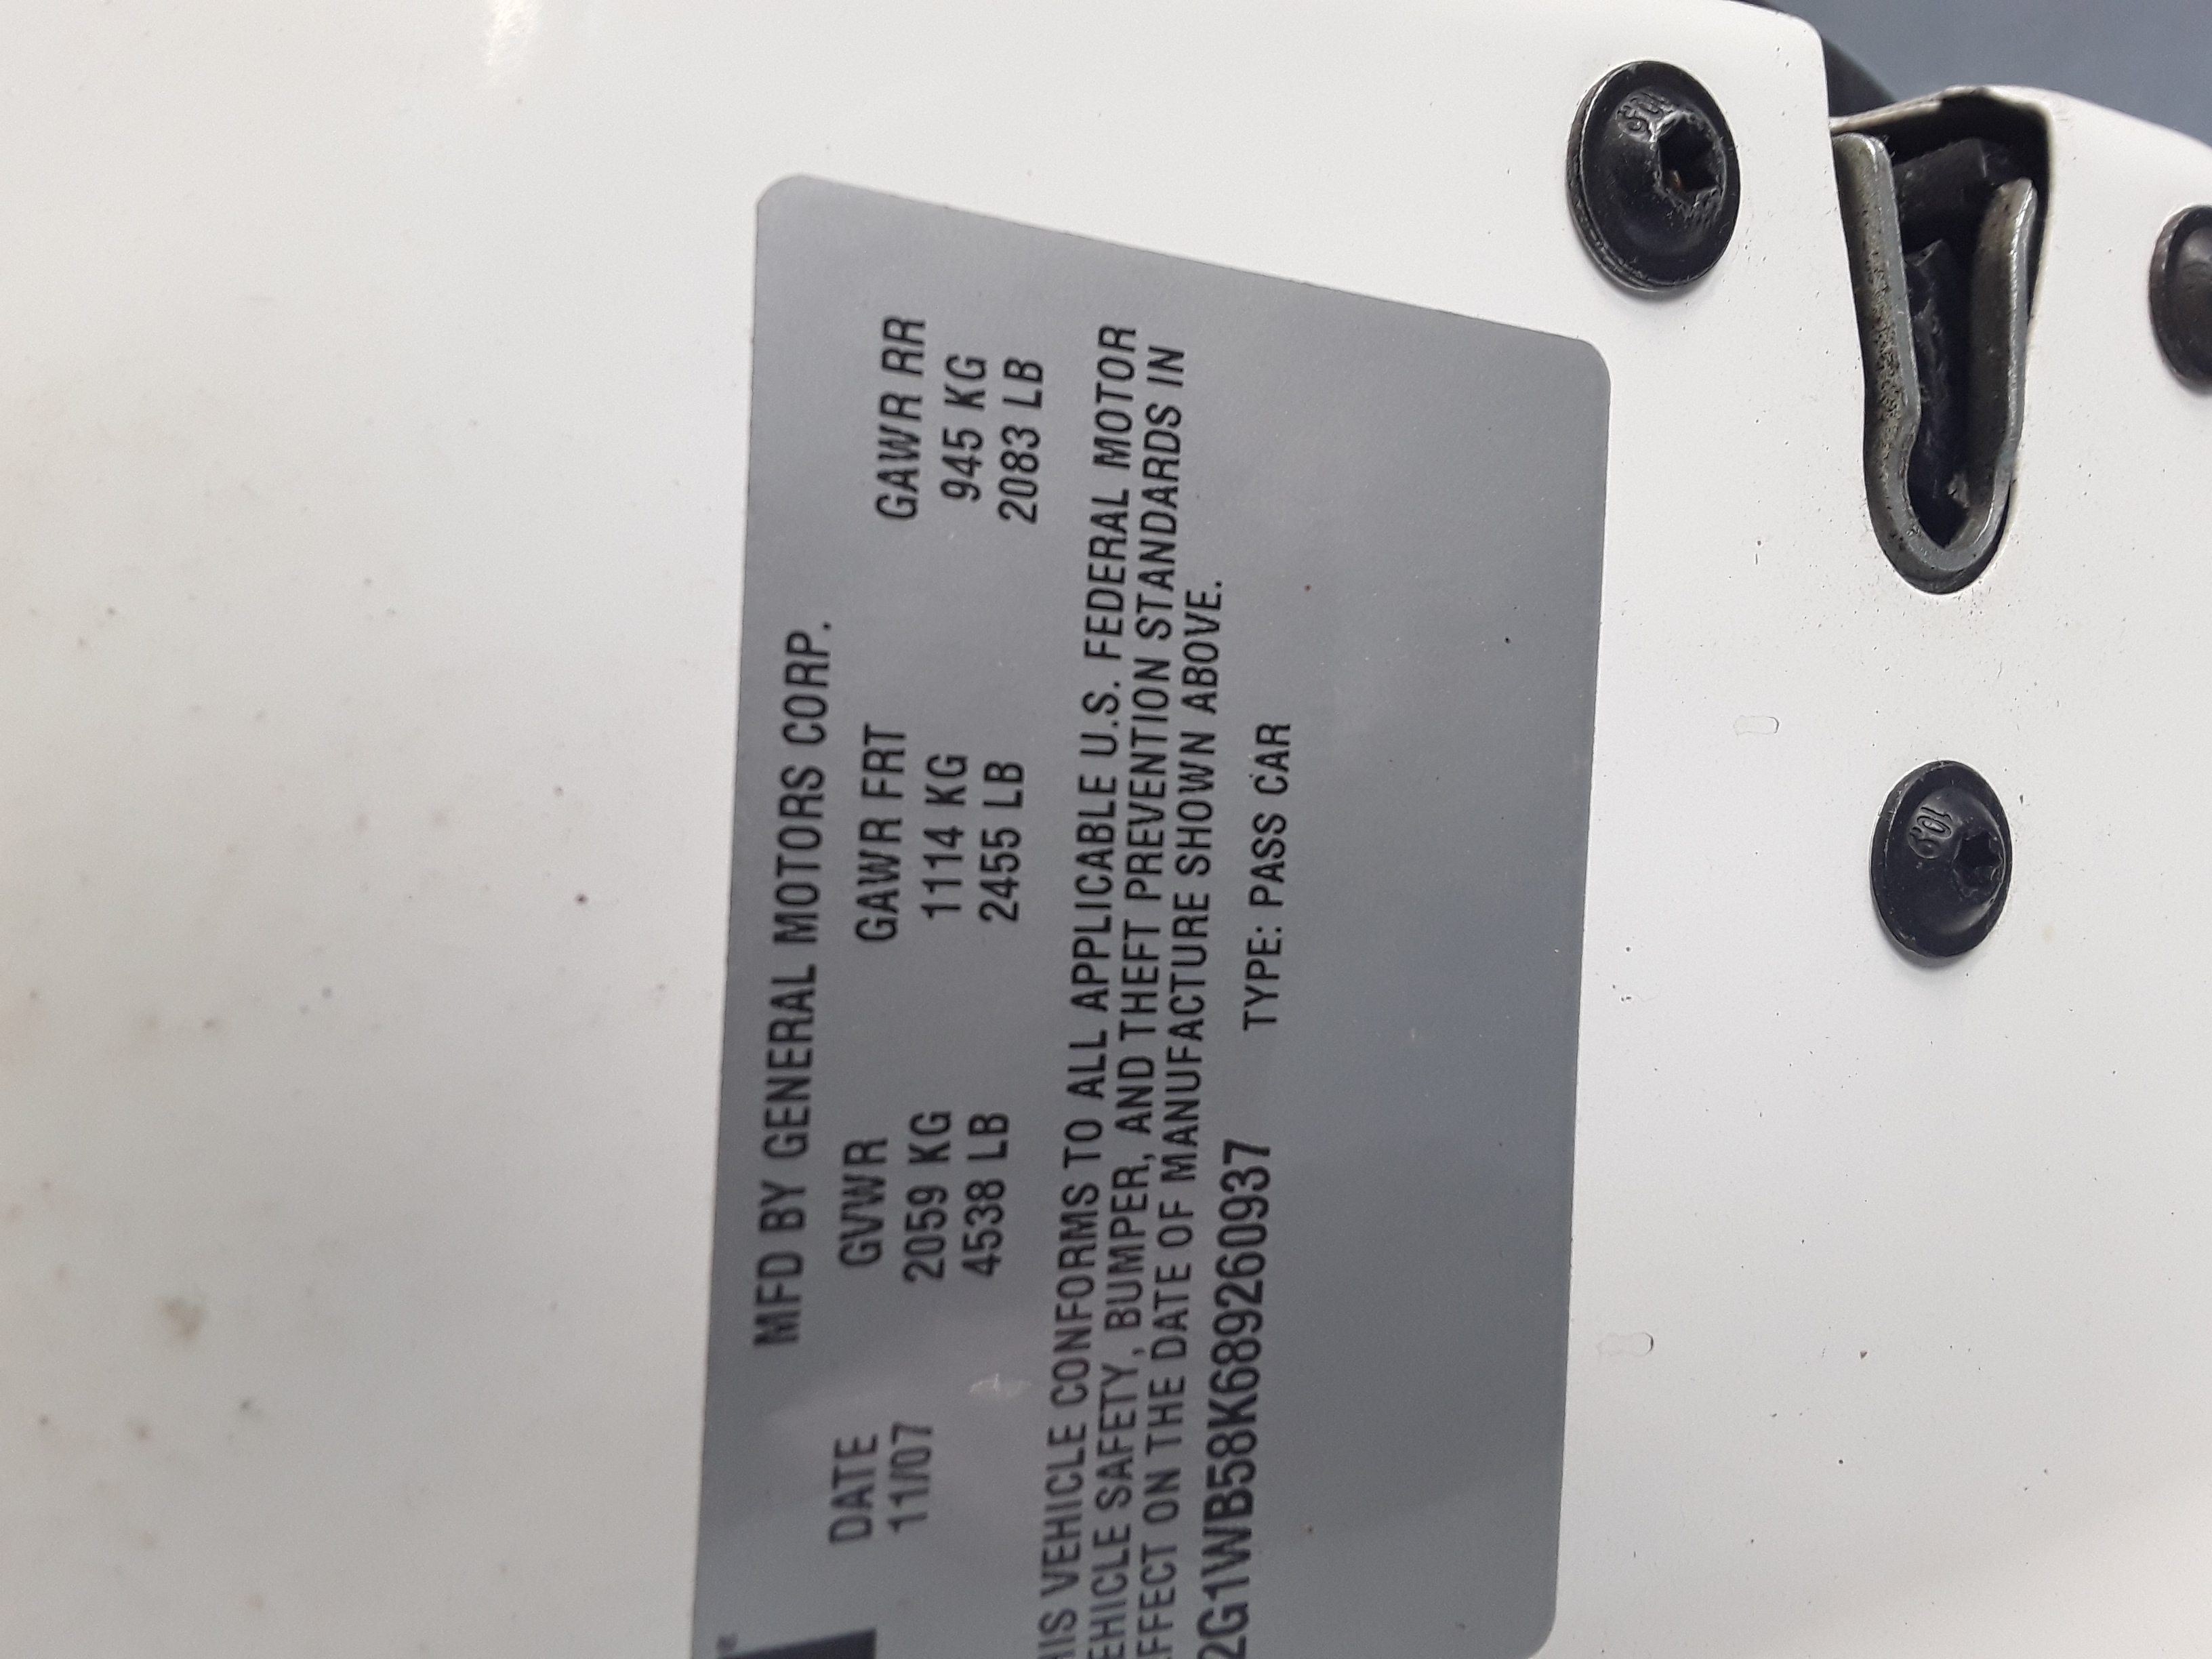 MFD BY GENERAL MOTORS CORP.
DATE GVWR GAWR FRT GAWR RR
11/07 2059 KG 1114 KG 945 KG
4538 LB 2455 LB 2083 LB
HIS VEHICLE CONFORMS TO ALL APPLICABLE U.S. FEDERAL MOTOR
EHICLE SAFETY, BUMPER, AND THEFT PREVENTION STANDARDS IN
FFECT ON THE DATE OF MANUFACTURE SHOWN ABOVE.
2G1WB58K689260937 TYPE: PASS CAR
10.9